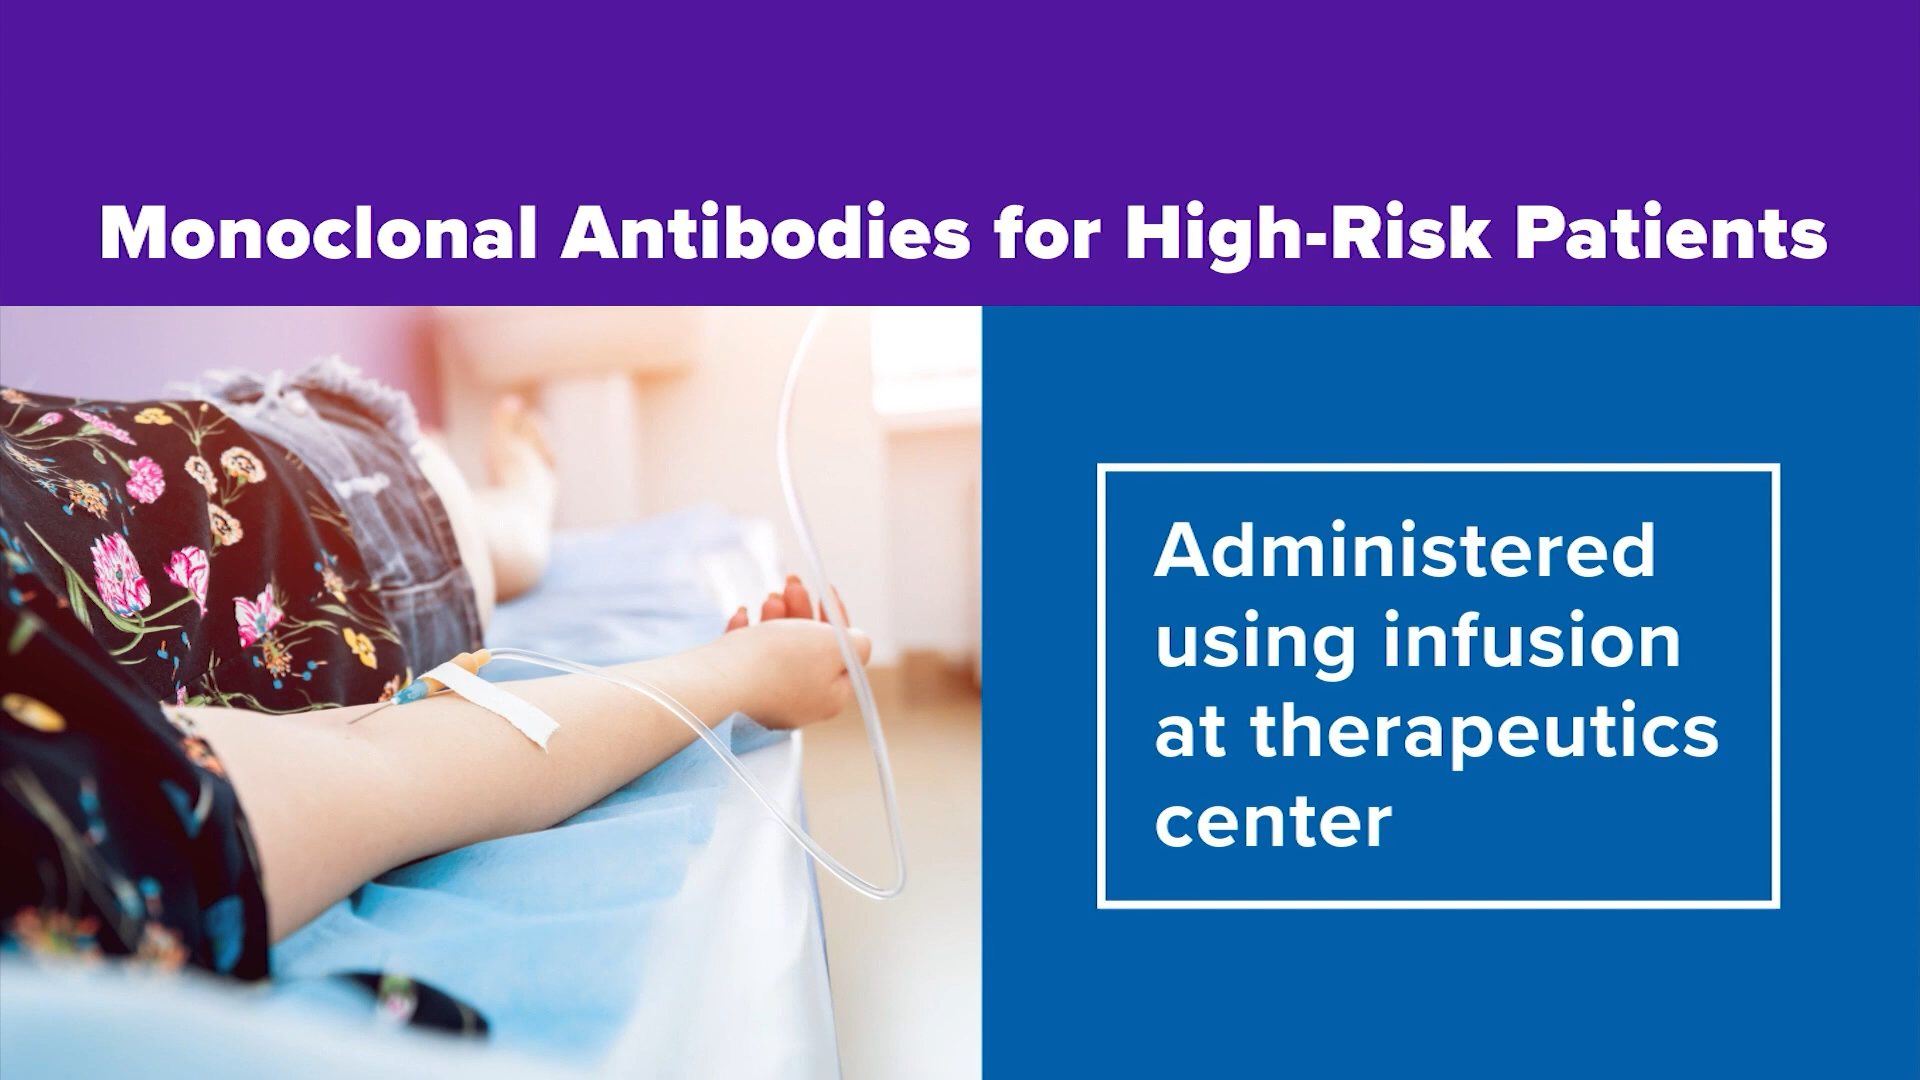 Monoclonal Antibodies for High-Risk Patients
Administered
using infusion
at therapeutics
center